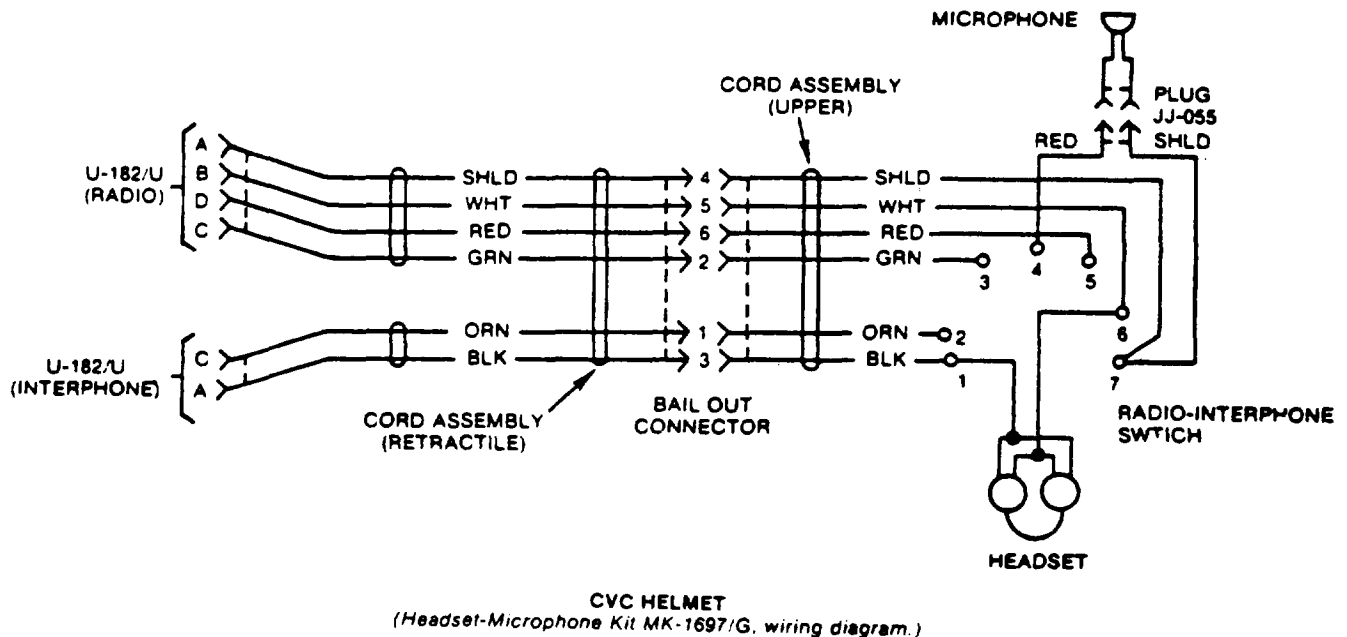 MICROPHONE
CORD ASSEMBLY
(UPPER)
PLUG
JJ-055
RED SHLD
U-182/U
(RADIO)
A
B
D
C
SHLD 4 SHLD
WHT 5 WHT
RED 6 RED
GRN 2 GRN
3 4 5
ORN 1 ORN 2
BLK 3 BLK 1
6
7
U-182/U
(INTERPHONE)
C
A
CORD ASSEMBLY
(RETRACTILE)
BAIL OUT
CONNECTOR
RADIO-INTERPHONE
SWTICH
HEADSET
CVC HELMET
(Headset-Microphone Kit MK-1697/G, wiring diagram.)